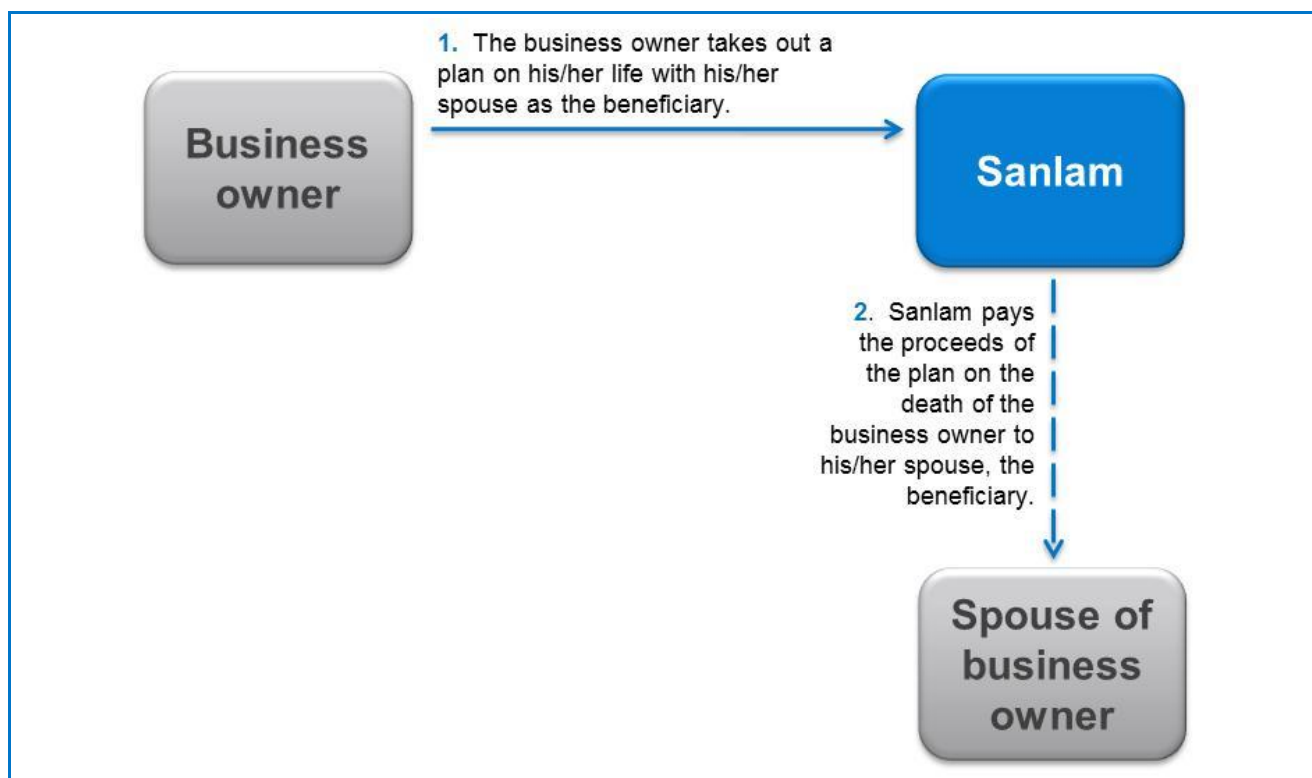 1. The business owner takes out a
plan on his/her life with his/her
spouse as the beneficiary.
Business
owner
Sanlam
2. Sanlam pays
the proceeds of
the plan on the
death of the
business owner to
his/her spouse, the
beneficiary.
Spouse of
business
owner